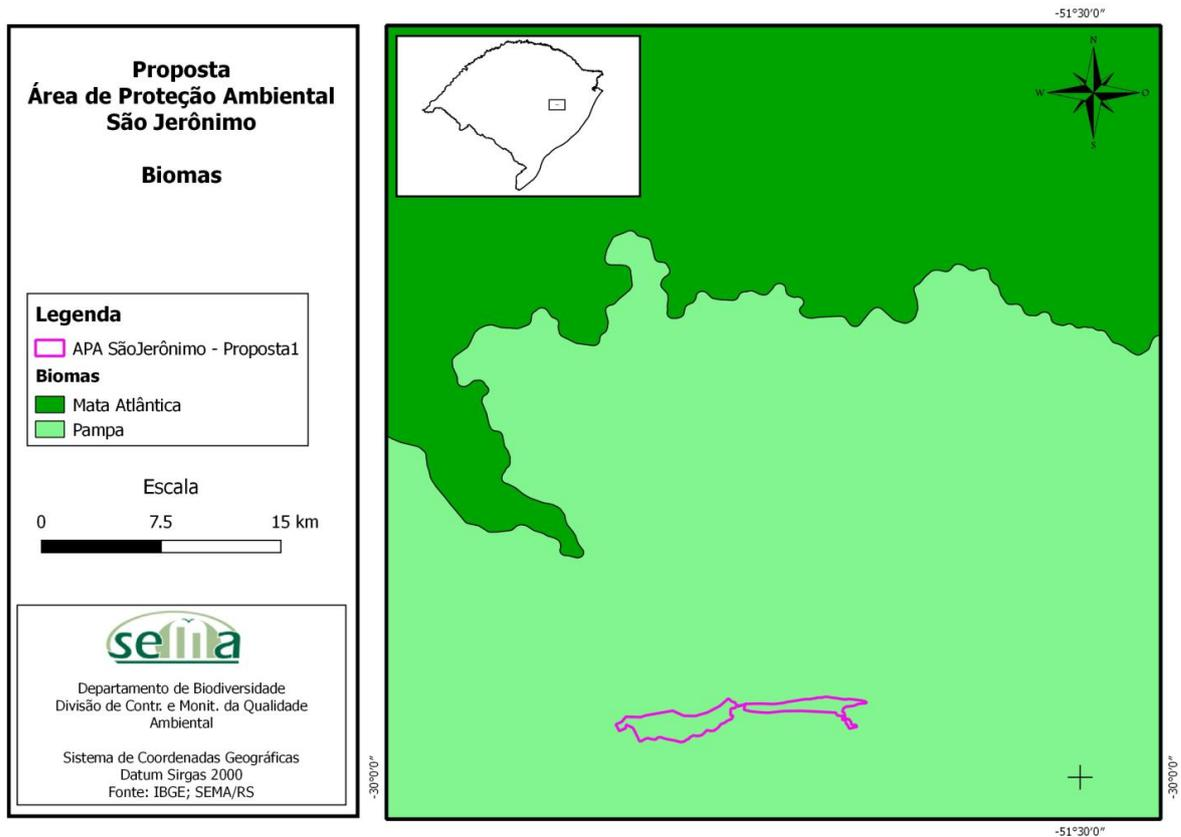 Proposta
Área de Proteção Ambiental
São Jerônimo
Biomas
Legenda
APA SãoJerônimo - Proposta1
Biomas
Mata Atlântica
Pampa
Escala
0 7.5 15 km
sema
Departamento de Biodiversidade
Divisão de Contr. e Monit. da Qualidade
Ambiental
Sistema de Coordenadas Geográficas
Datum Sirgas 2000
Fonte: IBGE; SEMA/RS
-51°30'0''
N
W O
S
-30°0'0''
-30°0'0''
-51°30'0''